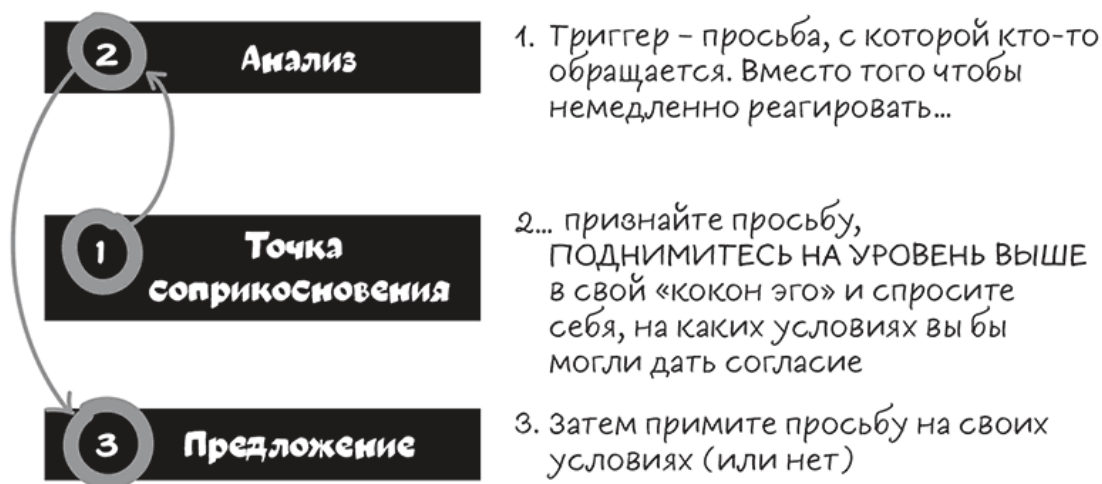 2
Анализ
1. Триггер – просьба, с которой кто-то
обращается. Вместо того чтобы
немедленно реагировать...
1
Точка
соприкосновения
2... признайте просьбу,
ПОДНИМИТЕСЬ НА УРОВЕНЬ ВЫШЕ
в свой «кокон эго» и спросите
себя, на каких условиях вы бы
могли дать согласие
3
Предложение
3. Затем примите просьбу на своих
условиях (или нет)